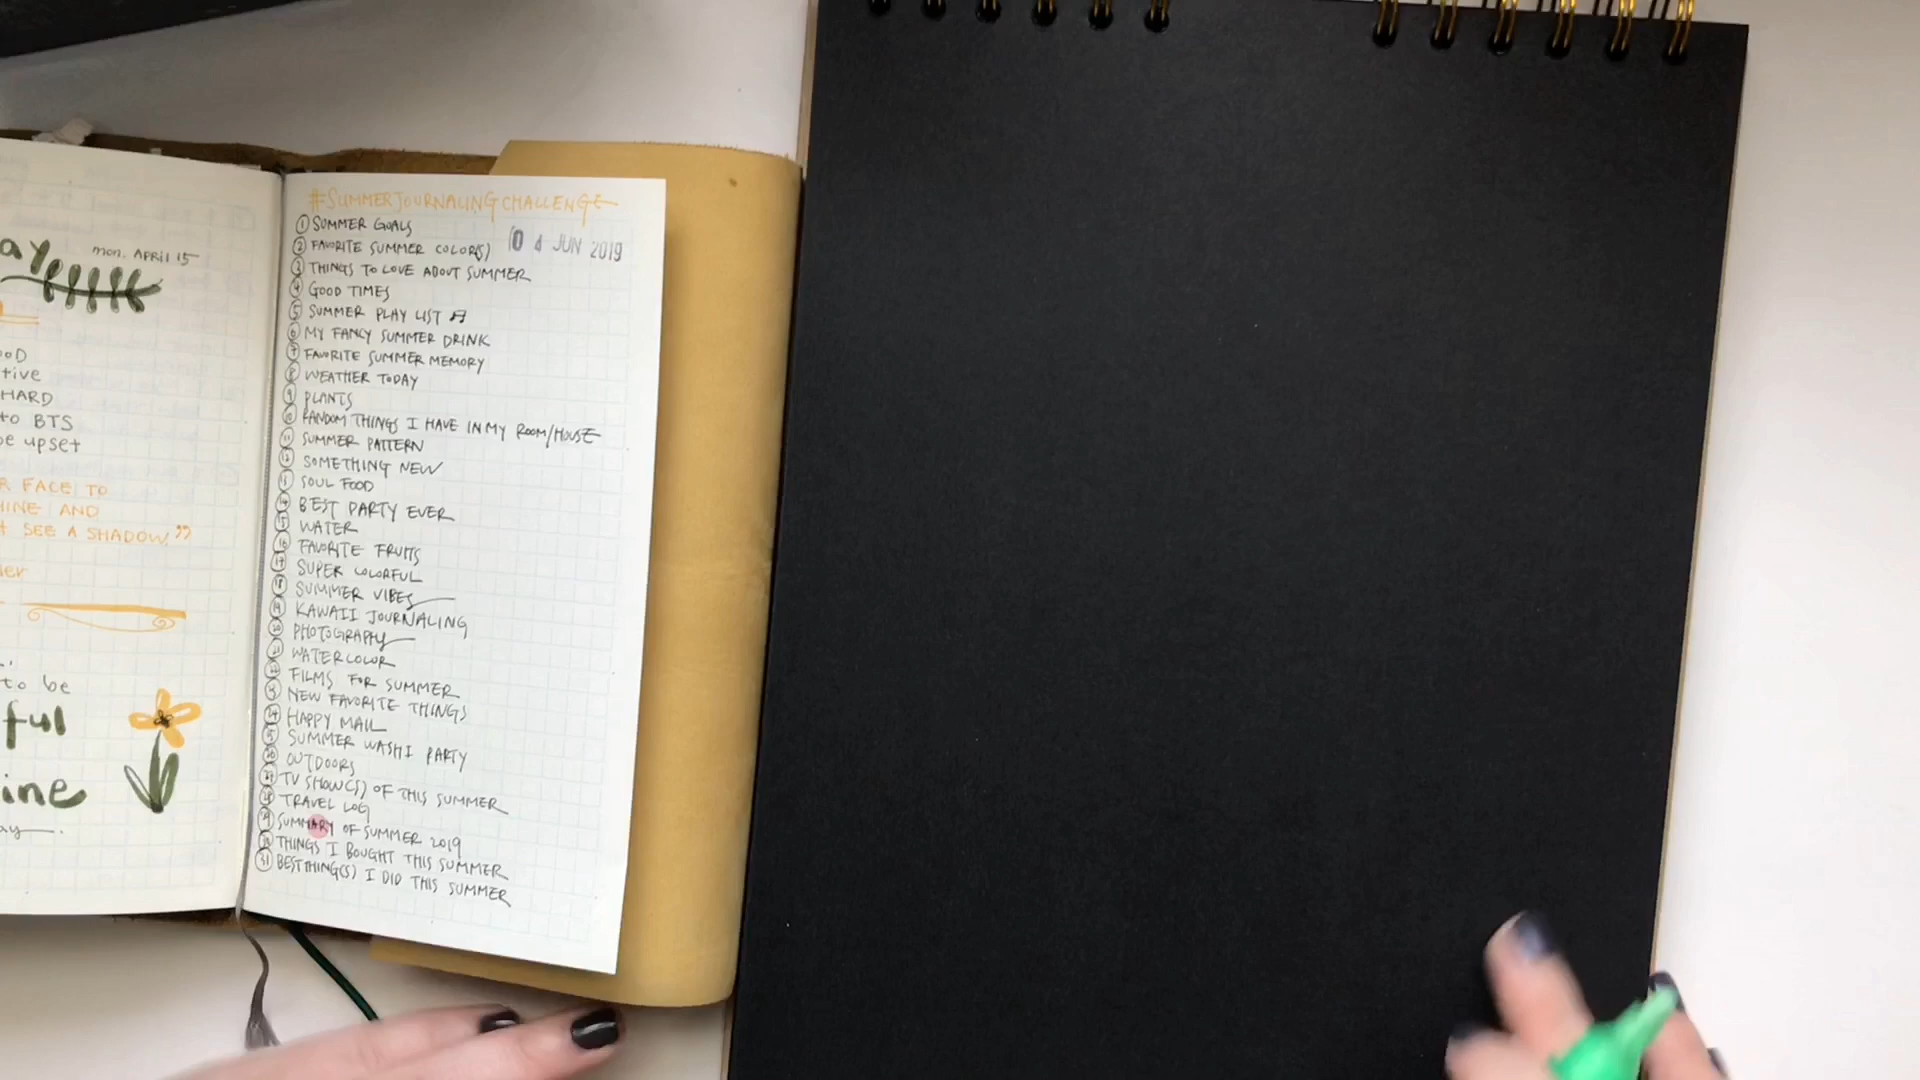 mon. APRIL 15
tive
HARD
to BTS
be upset
FACE TO
AND
SEE A SHADOW."
to be
ful
ine
#SUMMERJOURNALINGCHALLENGE
① SUMMER GOALS
04 JUN 2019
② FAVORITE SUMMER COLOR(S)
③ THINGS TO LOVE ABOUT SUMMER
④ GOOD TIMES
⑤ SUMMER PLAY LIST ♫
⑥ MY FANCY SUMMER DRINK
⑦ FAVORITE SUMMER MEMORY
⑧ WEATHER TODAY
⑨ PLANTS
⑩ RANDOM THINGS I HAVE IN MY ROOM/HOUSE
⑪ SUMMER PATTERN
⑫ SOMETHING NEW
⑬ SOUL FOOD
⑭ BEST PARTY EVER
⑮ WATER
⑯ FAVORITE FRUITS
⑰ SUPER COLORFUL
⑱ SUMMER VIBES
⑲ KAWAII JOURNALING
⑳ PHOTOGRAPHY
㉑ WATERCOLOR
㉒ FILMS FOR SUMMER
㉓ NEW FAVORITE THINGS
㉔ HAPPY MAIL
㉕ SUMMER WASHI PARTY
㉖ OUTDOORS
㉗ TV SHOW(S) OF THIS SUMMER
㉘ TRAVEL LOG
㉙ SUMMARY OF SUMMER 2019
㉚ THINGS I BOUGHT THIS SUMMER
㉛ BEST THING(S) I DID THIS SUMMER